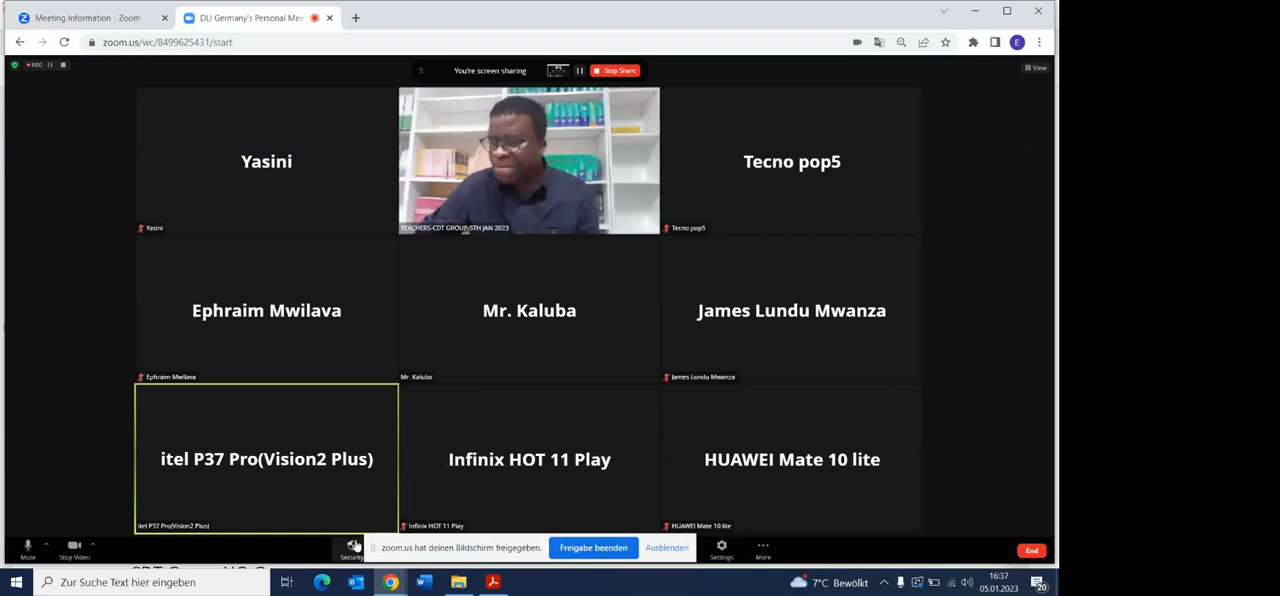 Meeting Information - Zoom
DLI Germany's Personal Mee
zoom.us/wc/8499625431/start
REC
You're screen sharing
Stop Share
View
Yasini
Tecno pop5
Yasini
TEACHERS-CDT GROUP-5TH JAN 2023
Tecno pop5
Ephraim Mwilava
Mr. Kaluba
James Lundu Mwanza
Ephraim Mwilava
Mr. Kaluba
James Lundu Mwanza
itel P37 Pro(Vision2 Plus)
Infinix HOT 11 Play
HUAWEI Mate 10 lite
itel P37 Pro(Vision2 Plus)
Infinix HOT 11 Play
HUAWEI Mate 10 lite
Mute
Stop Video
Security
zoom.us hat deinen Bildschirm freigegeben.
Freigabe beenden
Ausblenden
Settings
More
End
Zur Suche Text hier eingeben
7°C Bewölkt
16:37
05.01.2023
20